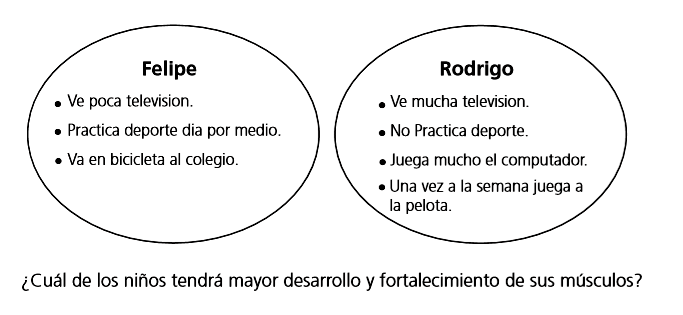 Felipe
• Ve poca television.
• Practica deporte dia por medio.
• Va en bicicleta al colegio.
Rodrigo
• Ve mucha television.
• No Practica deporte.
• Juega mucho el computador.
• Una vez a la semana juega a
la pelota.
¿Cuál de los niños tendrá mayor desarrollo y fortalecimiento de sus músculos?